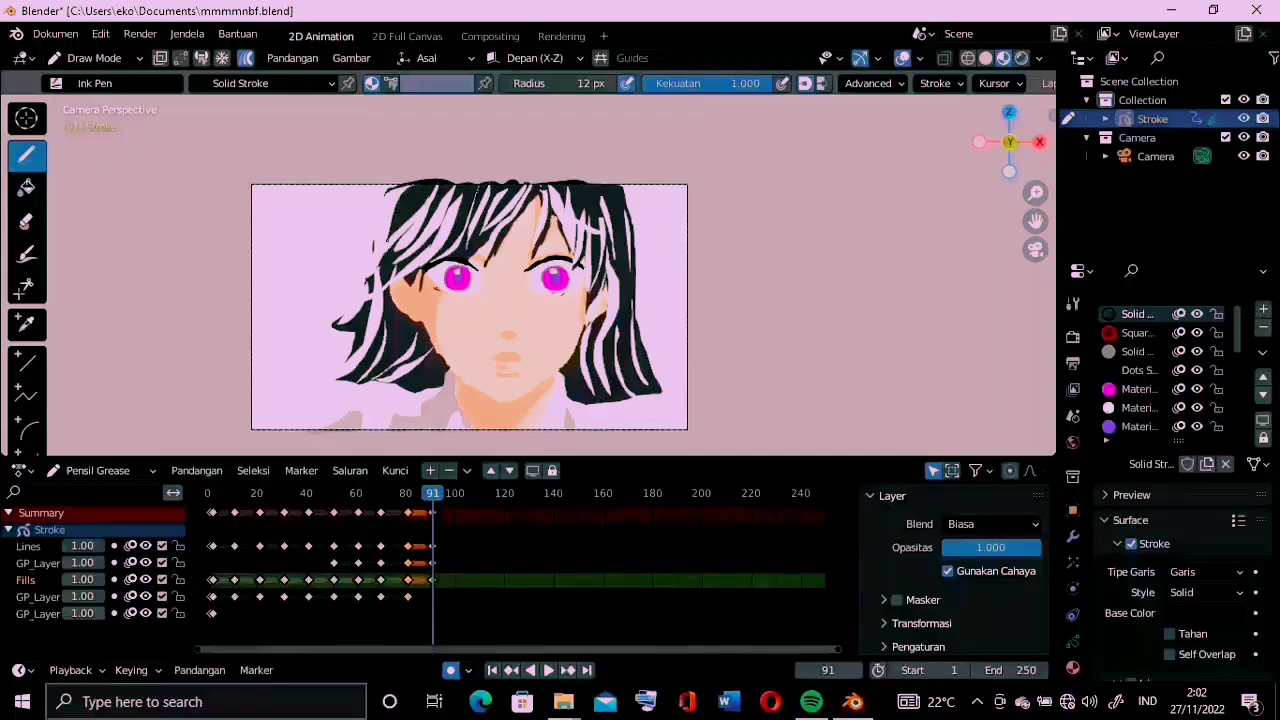 Blender* [C:\Users\eko\Documents\mmmmnbf.blend]
Dokumen Edit Render Jendela Bantuan 2D Animation 2D Full Canvas Compositing Rendering + Scene ViewLayer
Draw Mode Pandangan Gambar Asal Depan (X-Z) Guides
Ink Pen Solid Stroke Radius 12 px Kekuatan 1.000 Advanced Stroke Kursor Lap
Camera Perspective
(91) Stroke
Z
Y
X
Scene Collection
Collection
Stroke
Camera
Camera
Solid ...
Squar...
Solid ...
Dots S
Materi...
Materi...
Materi...
Solid Str...
Preview
Surface
Stroke
Tipe Garis Garis
Style Solid
Base Color
Tahan
Self Overlap
Pensil Grease Pandangan Seleksi Marker Saluran Kunci
0 20 40 60 80 91 100 120 140 160 180 200 220 240
Summary
Stroke
Lines 1.00
GP_Layer 1.00
Fills 1.00
GP_Layer 1.00
GP_Layer 1.00
Layer
Blend Biasa
Opasitas 1.000
Gunakan Cahaya
Masker
Transformasi
Pengaturan
Playback Keying Pandangan Marker 91 Start 1 End 250
Type here to search
22°C IND
2:02
27/11/2022
3